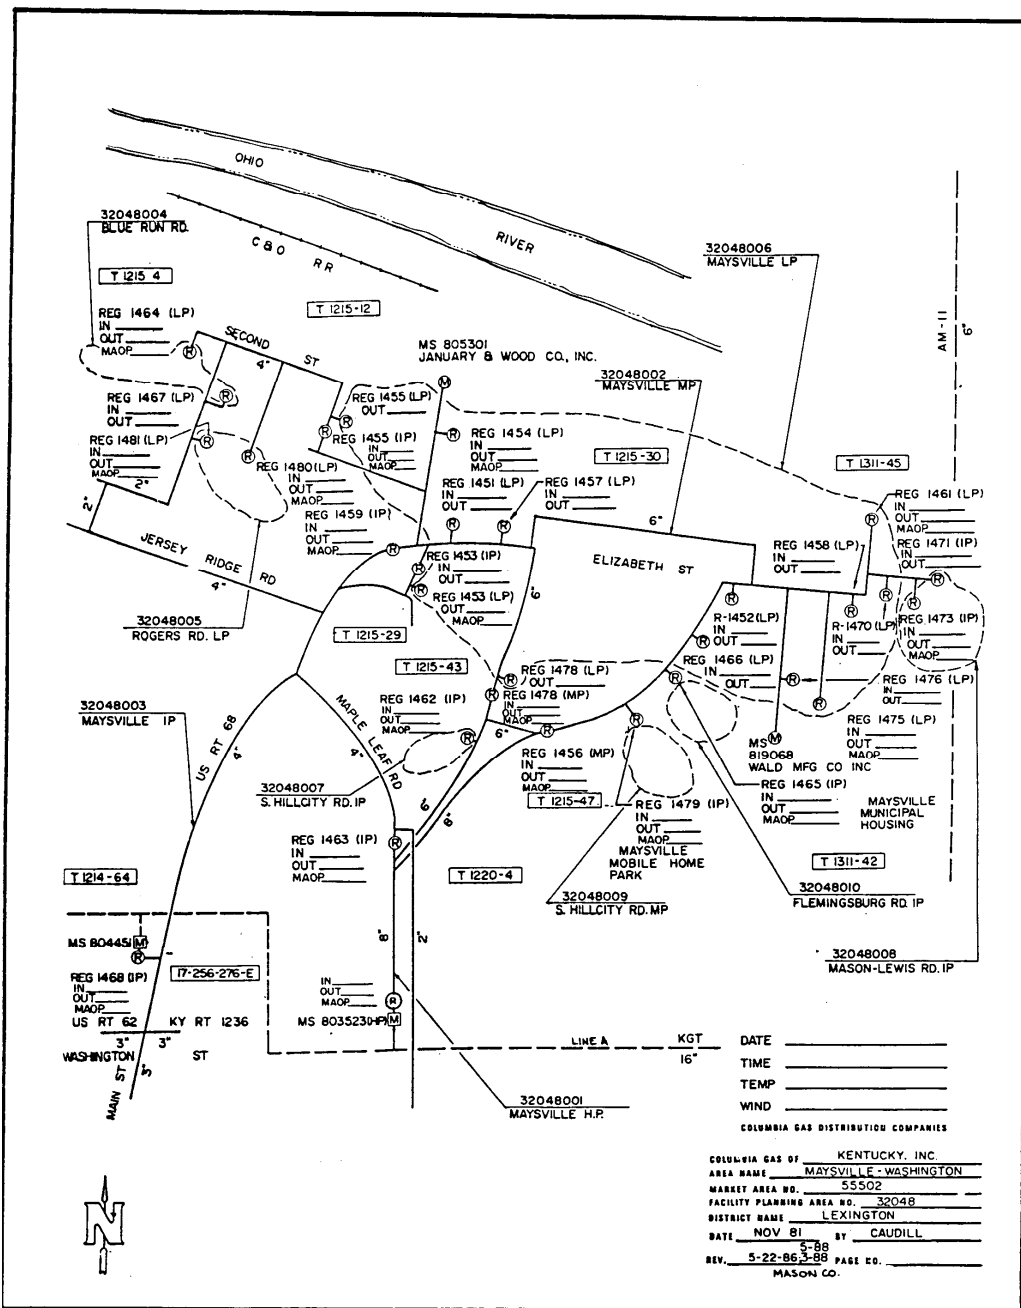 OHIO
RIVER
C & O RR
32048004
BLUE RUN RD.
T 1215 4
T 1215-12
32048006
MAYSVILLE LP
AM-11
6"
REG 1464 (LP)
IN
OUT
MAOP
SECOND ST
4"
MS 805301
JANUARY & WOOD CO., INC.
32048002
MAYSVILLE MP
REG 1467 (LP)
IN
OUT
REG 1455 (LP)
OUT
REG 1481 (LP)
IN
OUT
MAOP
2"
2"
REG 1455 (IP)
IN
OUT
MAOP
REG 1454 (LP)
IN
OUT
T 1215-30
T 1311-45
REG 1480 (LP)
IN
OUT
MAOP
REG 1451 (LP)
IN
OUT
REG 1457 (LP)
IN
OUT
REG 1461 (LP)
IN
OUT
MAOP
REG 1459 (IP)
IN
OUT
MAOP
6"
REG 1458 (LP)
IN
OUT
REG 1471 (IP)
IN
OUT
JERSEY RIDGE RD
4"
REG 1453 (IP)
OUT
REG 1453 (LP)
OUT
MAOP
6"
ELIZABETH ST
32048005
ROGERS RD. LP
T 1215-29
R-1452 (LP)
IN
OUT
R-1470 (LP)
IN
OUT
REG 1473 (IP)
IN
OUT
MAOP
T 1215-43
REG 1478 (LP)
OUT
REG 1478 (MP)
IN
OUT
MAOP
REG 1466 (LP)
IN
OUT
REG 1476 (LP)
IN
OUT
32048003
MAYSVILLE IP
US RT 68
4"
MAPLE LEAF RD
4"
REG 1462 (IP)
IN
OUT
MAOP
6"
REG 1456 (MP)
IN
OUT
MAOP
MS
819068
WALD MFG CO INC
REG 1475 (LP)
IN
OUT
MAOP
32048007
S. HILLCITY RD. IP
6"
8"
T 1215-47
REG 1479 (IP)
IN
OUT
MAOP
MAYSVILLE
MOBILE HOME
PARK
REG 1465 (IP)
IN
OUT
MAOP
MAYSVILLE
MUNICIPAL
HOUSING
REG 1463 (IP)
IN
OUT
MAOP
T 1214-64
T 1220-4
T 1311-42
32048009
S. HILLCITY RD. MP
32048010
FLEMINGSBURG RD. IP
32048008
MASON-LEWIS RD. IP
MS 804451 M
REG 1468 (IP)
IN
OUT
MAOP
17-256-276-E
8"
2"
IN
OUT
MAOP
MS 803523 (HP) M
US RT 62 KY RT 1236
3" 3"
WASHINGTON ST
MAIN ST
3"
LINE A KGT
16"
32048001
MAYSVILLE H.P.
DATE
TIME
TEMP
WIND
COLUMBIA GAS DISTRIBUTION COMPANIES
COLUMBIA GAS OF KENTUCKY, INC.
AREA NAME MAYSVILLE - WASHINGTON
MARKET AREA NO. 55502
FACILITY PLANNING AREA NO. 32048
DISTRICT NAME LEXINGTON
DATE NOV 81 BY CAUDILL
5-88
REV. 5-22-86, 3-88 PAGE NO.
MASON CO.
N